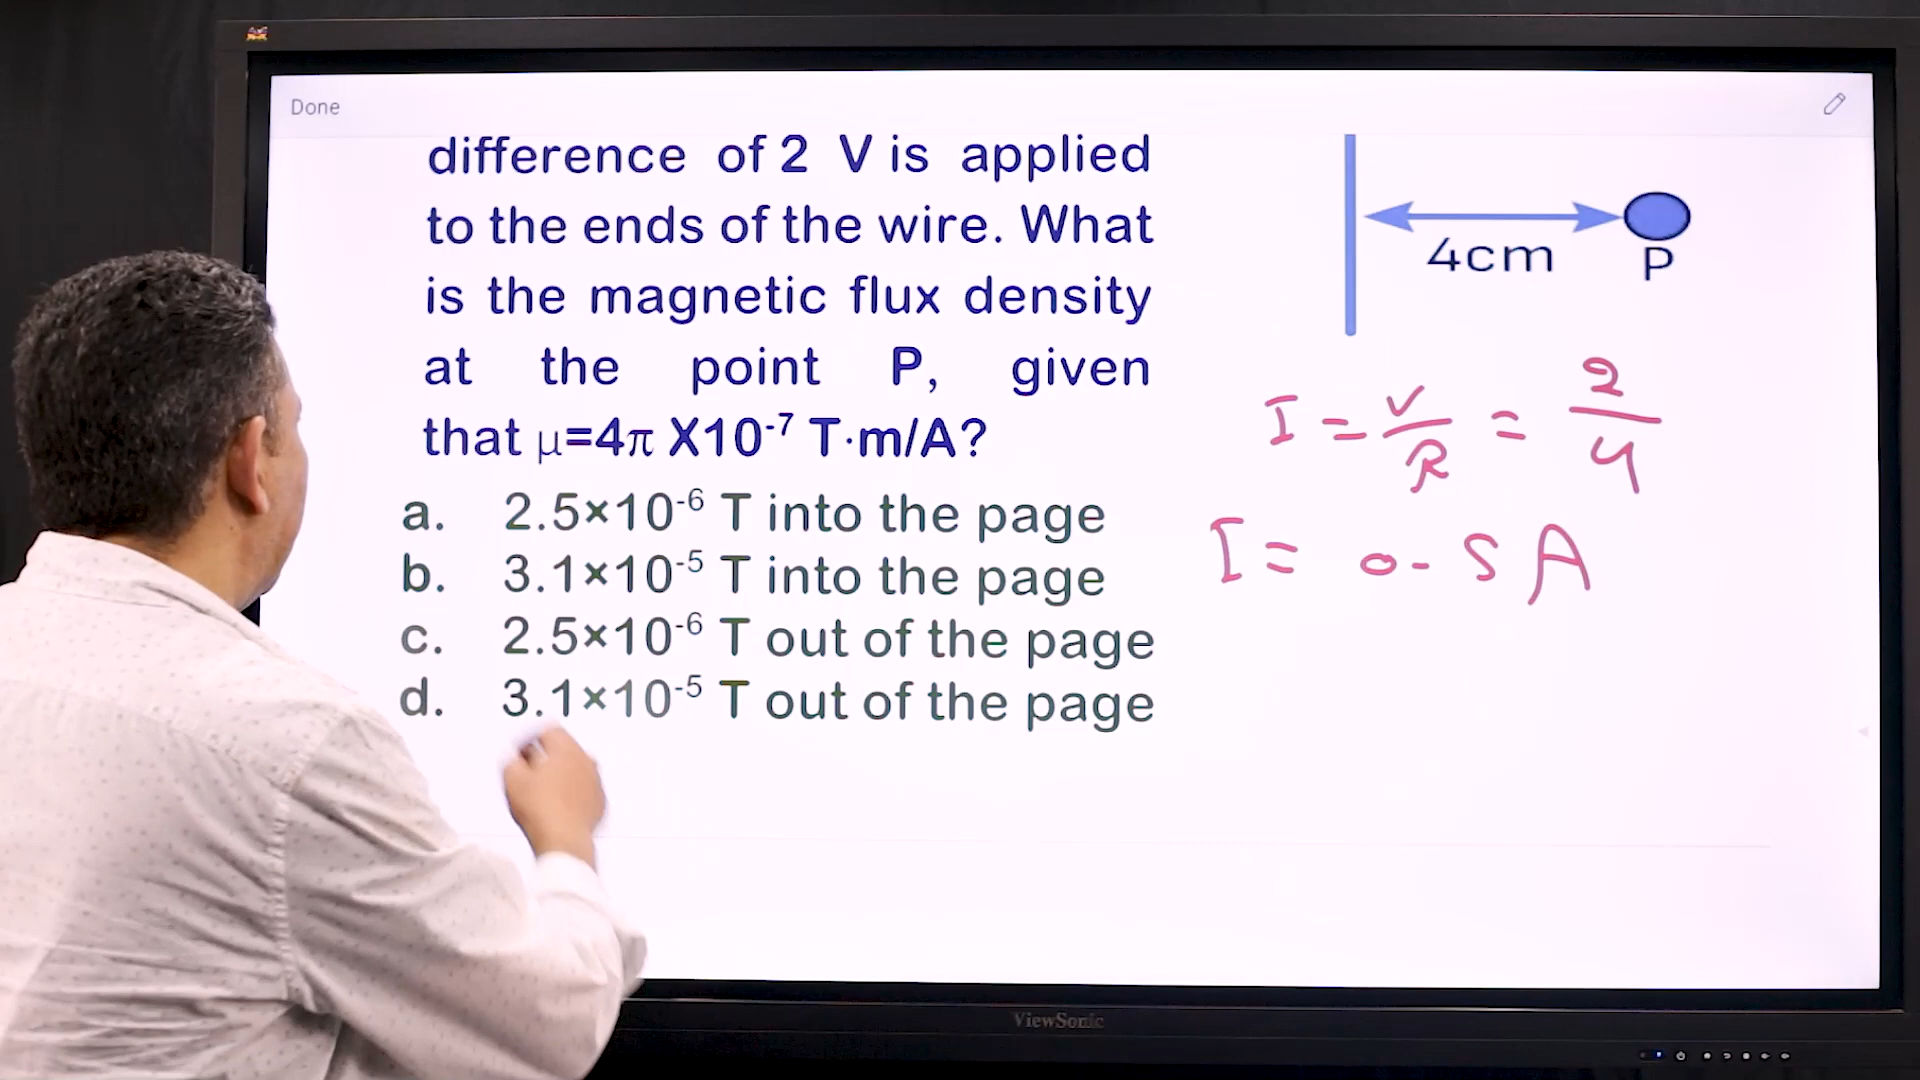 Done
difference of 2 V is applied
to the ends of the wire. What
is the magnetic flux density
at the point P, given
that μ=4π X10⁻⁷ T·m/A?
a. 2.5×10⁻⁶ T into the page
b. 3.1×10⁻⁵ T into the page
c. 2.5×10⁻⁶ T out of the page
d. 3.1×10⁻⁵ T out of the page
4cm
P
I = V/R = 2/4
I = 0.5 A
ViewSonic